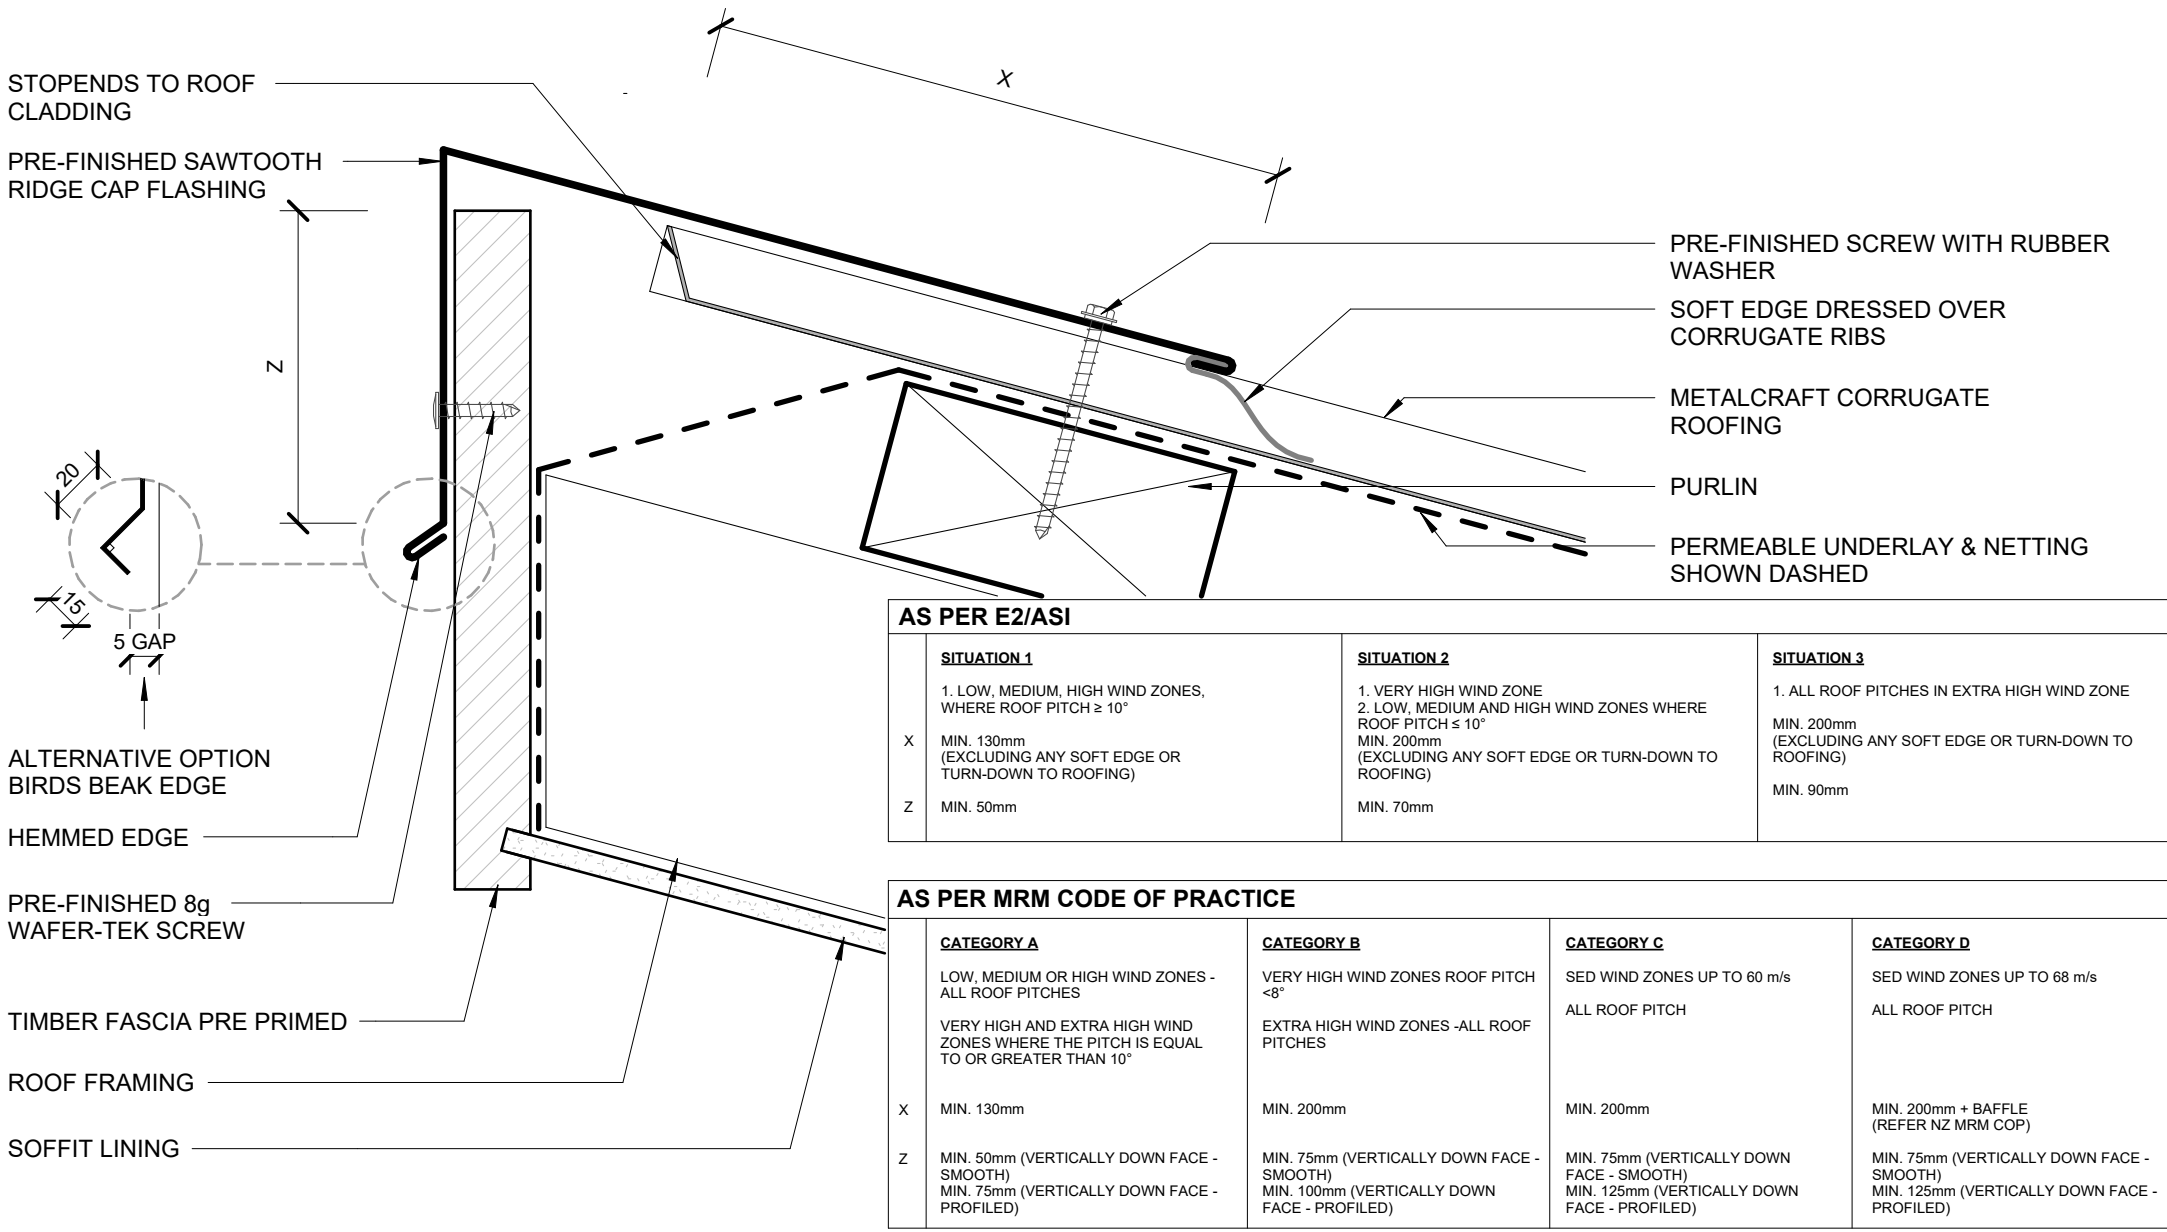 X
STOPENDS TO ROOF
CLADDING
PRE-FINISHED SAWTOOTH
RIDGE CAP FLASHING
Z
20
15
5 GAP
ALTERNATIVE OPTION
BIRDS BEAK EDGE
HEMMED EDGE
PRE-FINISHED 8g
WAFER-TEK SCREW
TIMBER FASCIA PRE PRIMED
ROOF FRAMING
SOFFIT LINING
PRE-FINISHED SCREW WITH RUBBER
WASHER
SOFT EDGE DRESSED OVER
CORRUGATE RIBS
METALCRAFT CORRUGATE
ROOFING
PURLIN
PERMEABLE UNDERLAY & NETTING
SHOWN DASHED
AS PER E2/ASI
SITUATION 1
1. LOW, MEDIUM, HIGH WIND ZONES,
WHERE ROOF PITCH ≥ 10°
X
MIN. 130mm
(EXCLUDING ANY SOFT EDGE OR
TURN-DOWN TO ROOFING)
Z
MIN. 50mm
SITUATION 2
1. VERY HIGH WIND ZONE
2. LOW, MEDIUM AND HIGH WIND ZONES WHERE
ROOF PITCH ≤ 10°
MIN. 200mm
(EXCLUDING ANY SOFT EDGE OR TURN-DOWN TO
ROOFING)
MIN. 70mm
SITUATION 3
1. ALL ROOF PITCHES IN EXTRA HIGH WIND ZONE
MIN. 200mm
(EXCLUDING ANY SOFT EDGE OR TURN-DOWN TO
ROOFING)
MIN. 90mm
AS PER MRM CODE OF PRACTICE
CATEGORY A
LOW, MEDIUM OR HIGH WIND ZONES -
ALL ROOF PITCHES
VERY HIGH AND EXTRA HIGH WIND
ZONES WHERE THE PITCH IS EQUAL
TO OR GREATER THAN 10°
X
MIN. 130mm
Z
MIN. 50mm (VERTICALLY DOWN FACE -
SMOOTH)
MIN. 75mm (VERTICALLY DOWN FACE -
PROFILED)
CATEGORY B
VERY HIGH WIND ZONES ROOF PITCH
<8°
EXTRA HIGH WIND ZONES -ALL ROOF
PITCHES
MIN. 200mm
MIN. 75mm (VERTICALLY DOWN FACE -
SMOOTH)
MIN. 100mm (VERTICALLY DOWN
FACE - PROFILED)
CATEGORY C
SED WIND ZONES UP TO 60 m/s
ALL ROOF PITCH
MIN. 200mm
MIN. 75mm (VERTICALLY DOWN
FACE - SMOOTH)
MIN. 125mm (VERTICALLY DOWN
FACE - PROFILED)
CATEGORY D
SED WIND ZONES UP TO 68 m/s
ALL ROOF PITCH
MIN. 200mm + BAFFLE
(REFER NZ MRM COP)
MIN. 75mm (VERTICALLY DOWN FACE -
SMOOTH)
MIN. 125mm (VERTICALLY DOWN FACE -
PROFILED)